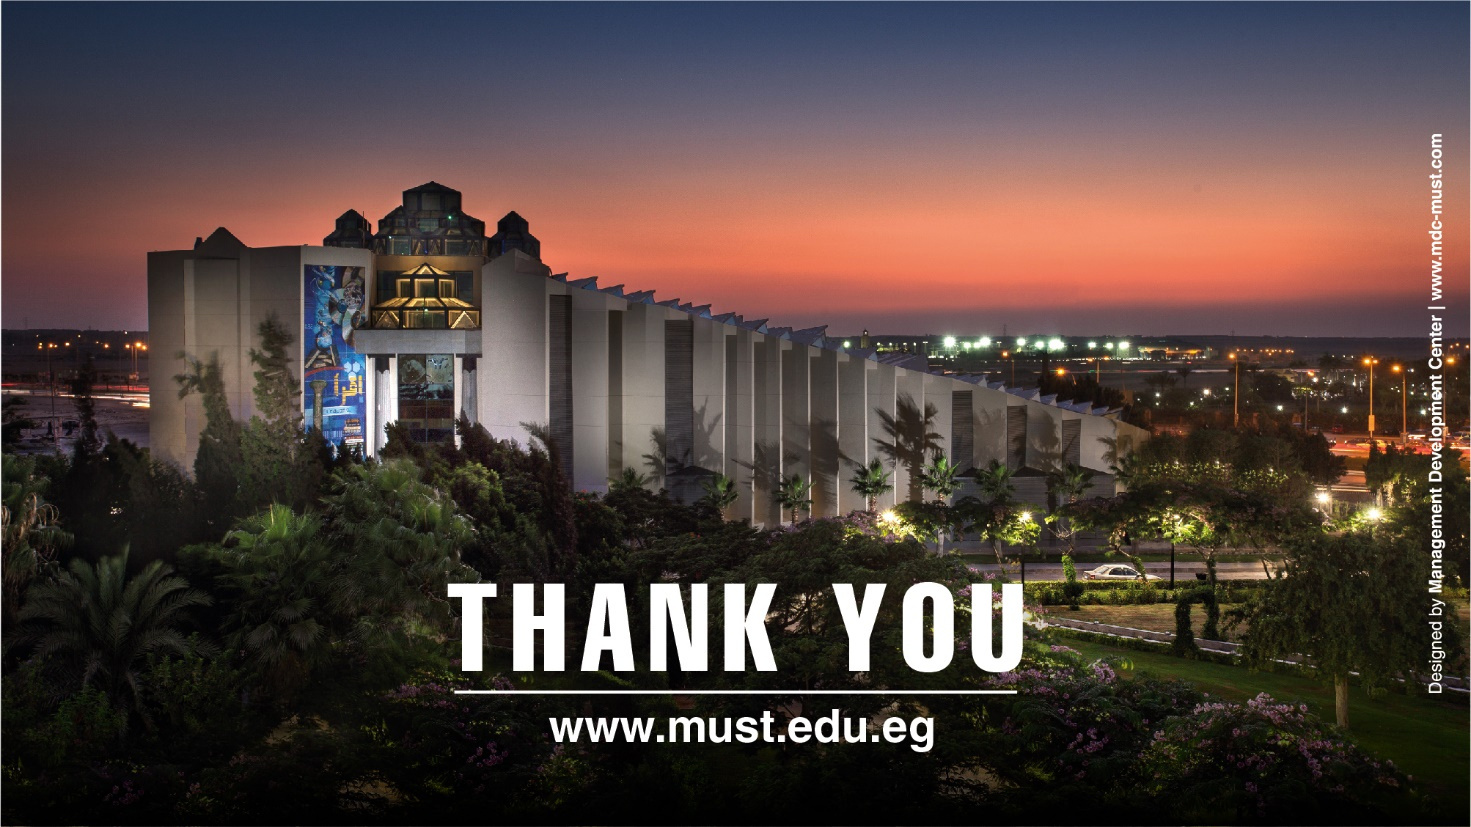 THANK YOU
www.must.edu.eg
Designed by Management Development Center | www.mdc-must.com